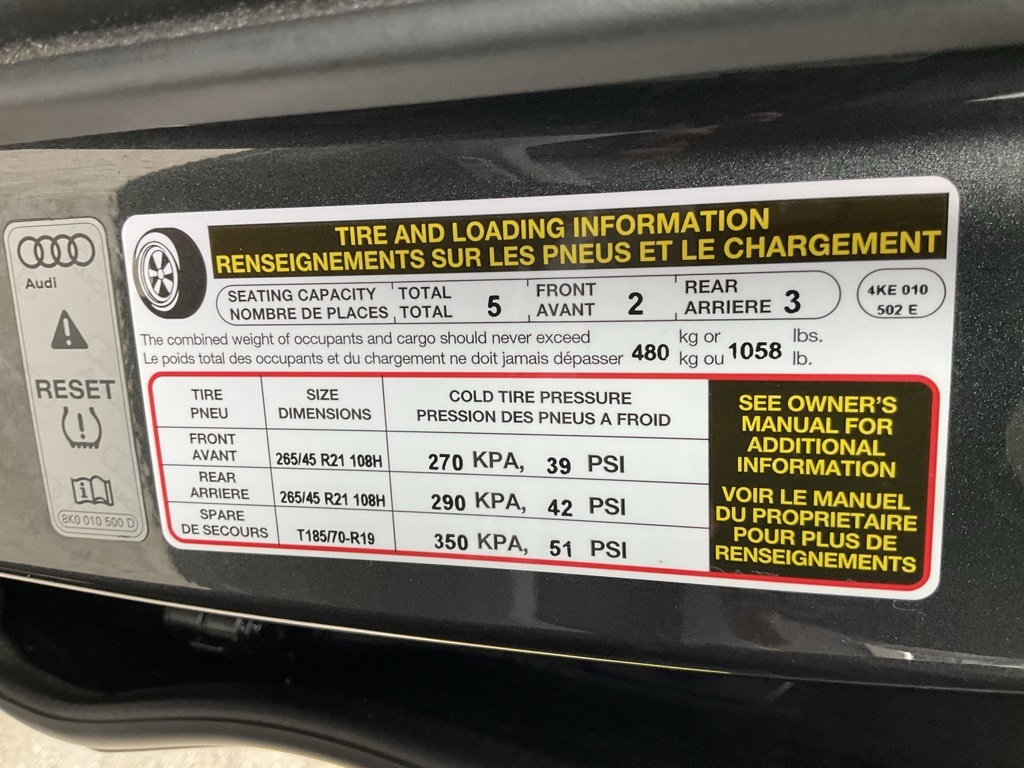 Audi
RESET
8K0 010 500 D
TIRE AND LOADING INFORMATION
RENSEIGNEMENTS SUR LES PNEUS ET LE CHARGEMENT
SEATING CAPACITY TOTAL 5 FRONT 2 REAR 3
NOMBRE DE PLACES TOTAL AVANT ARRIERE
4KE 010
502 E
The combined weight of occupants and cargo should never exceed 480 kg or 1058 lbs.
Le poids total des occupants et du chargement ne doit jamais dépasser kg ou lb.
TIRE SIZE COLD TIRE PRESSURE
PNEU DIMENSIONS PRESSION DES PNEUS A FROID
FRONT
AVANT 265/45 R21 108H 270 KPA, 39 PSI
REAR
ARRIERE 265/45 R21 108H 290 KPA, 42 PSI
SPARE
DE SECOURS T185/70-R19 350 KPA, 51 PSI
SEE OWNER'S
MANUAL FOR
ADDITIONAL
INFORMATION
VOIR LE MANUEL
DU PROPRIETAIRE
POUR PLUS DE
RENSEIGNEMENTS